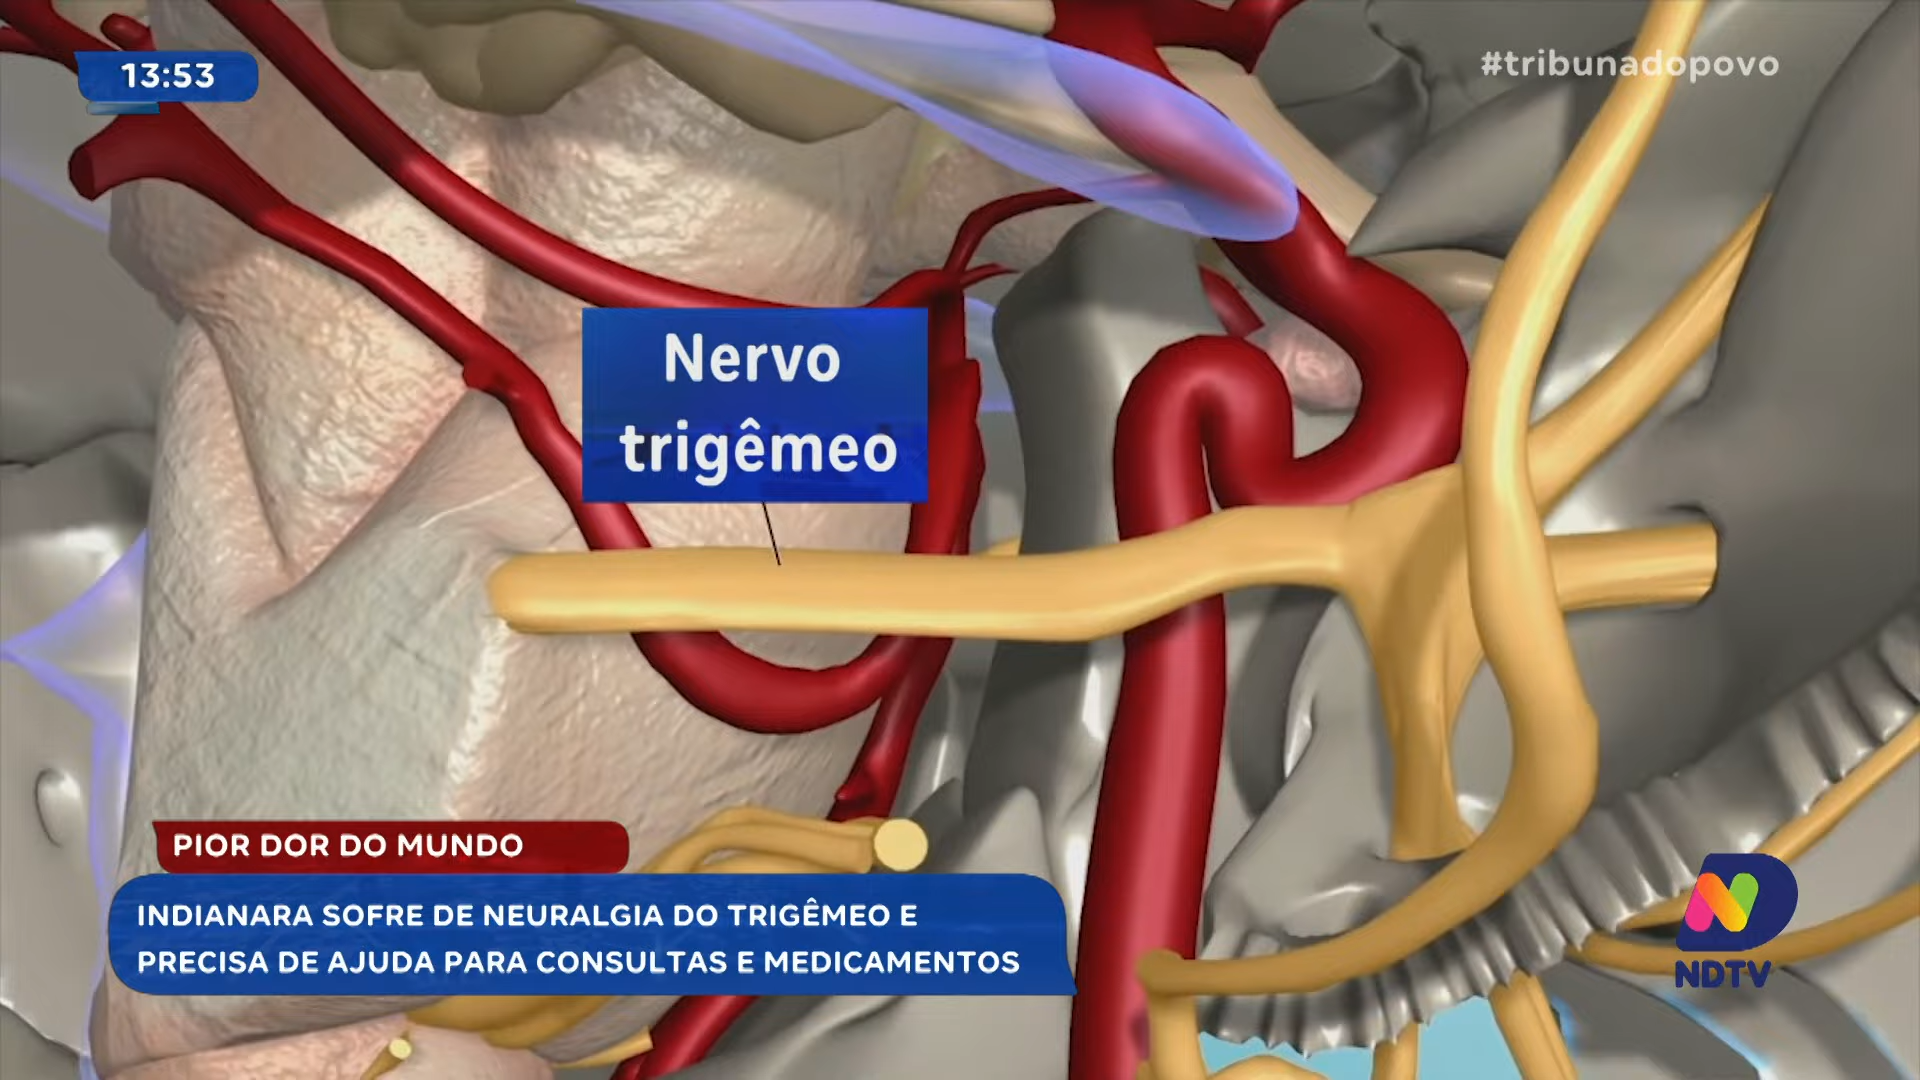 13:53
#tribunadopovo
Nervo
trigêmeo
PIOR DOR DO MUNDO
INDIANARA SOFRE DE NEURALGIA DO TRIGÊMEO E
PRECISA DE AJUDA PARA CONSULTAS E MEDICAMENTOS
NDTV